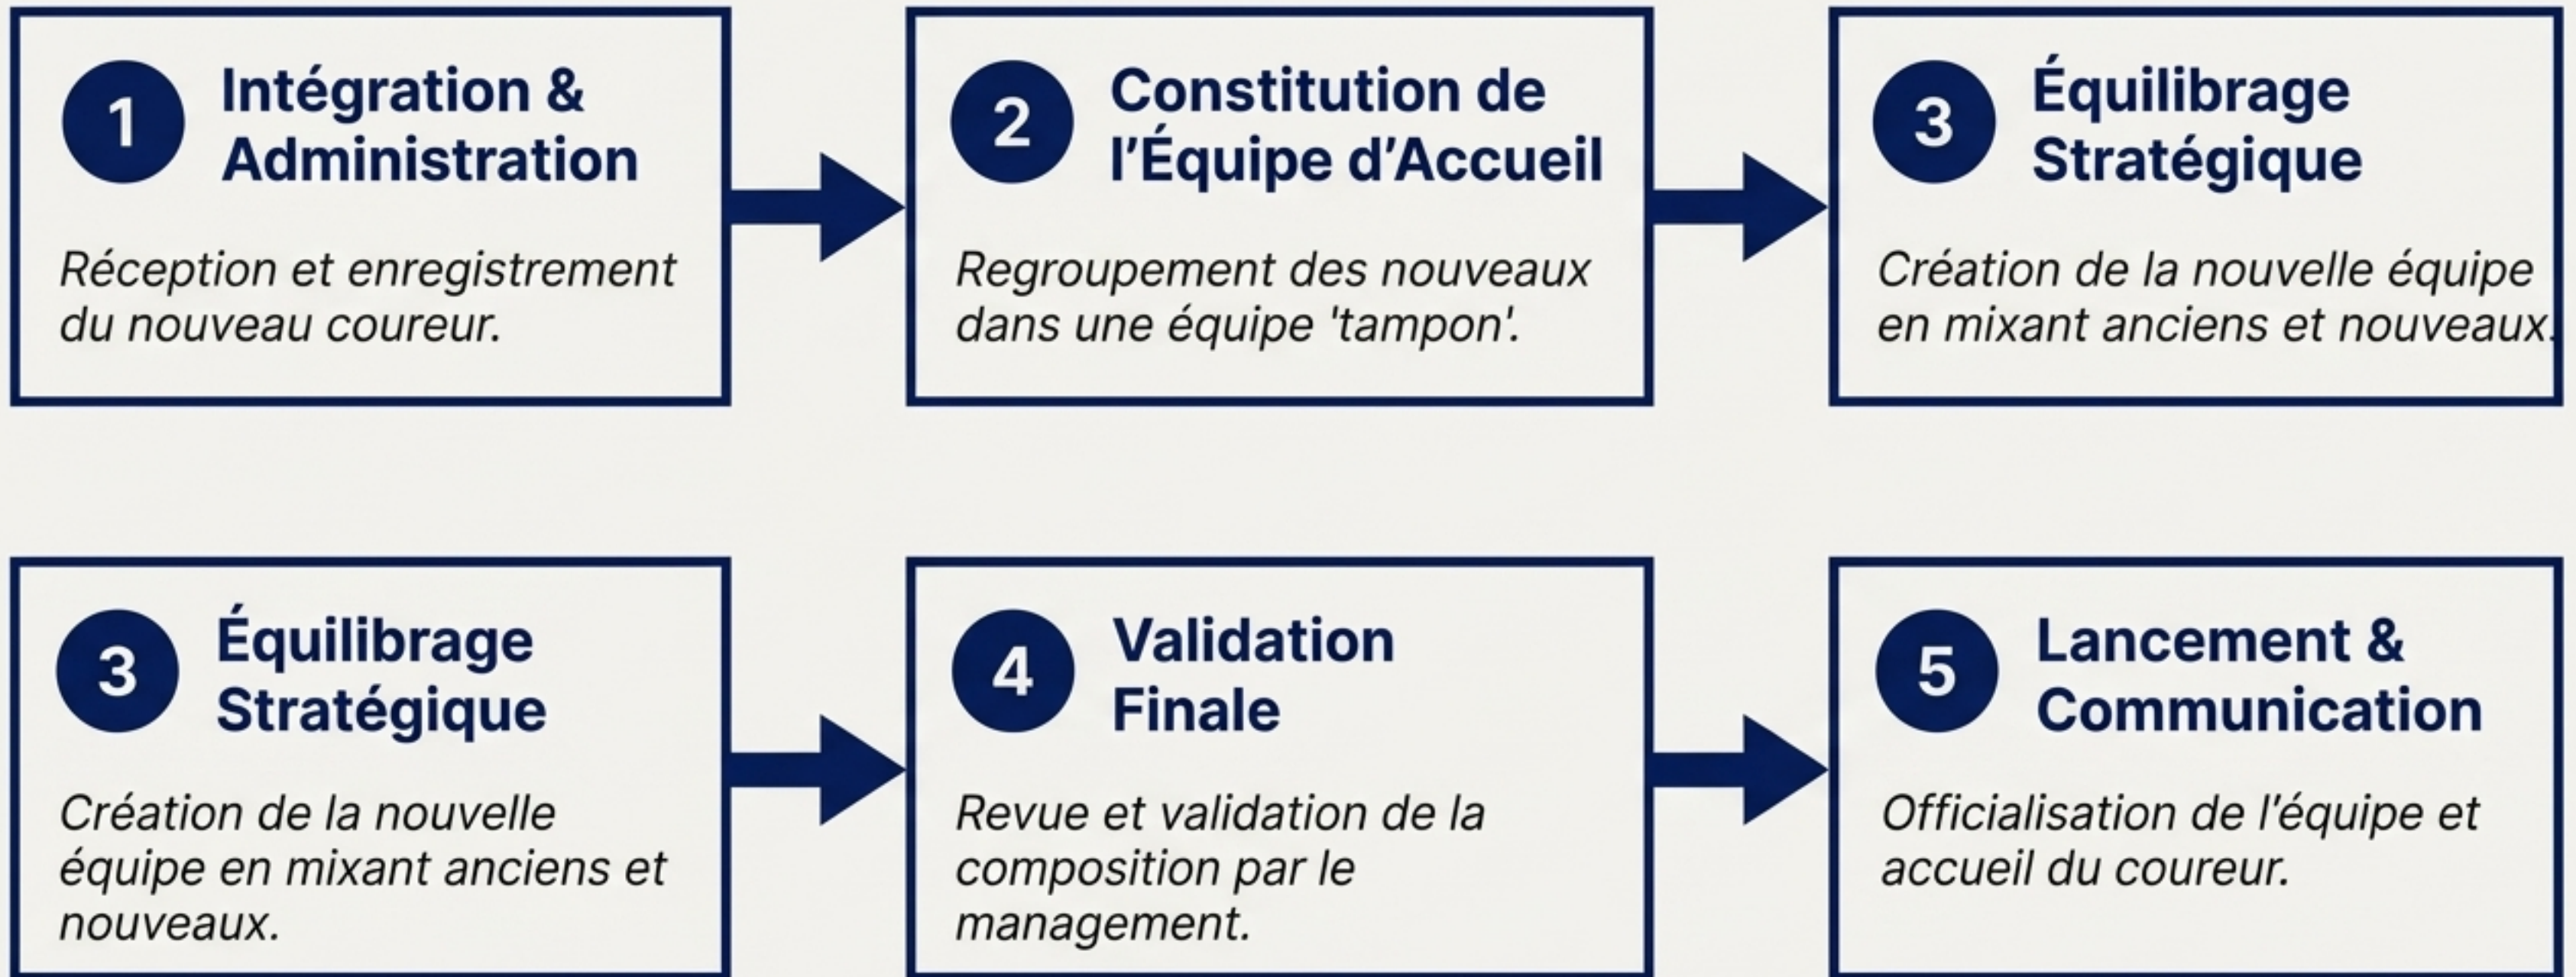 1
Intégration &
Administration
Réception et enregistrement
du nouveau coureur.
2
Constitution de
l’Équipe d’Accueil
Regroupement des nouveaux
dans une équipe 'tampon'.
3
Équilibrage
Stratégique
Création de la nouvelle équipe
en mixant anciens et nouveaux.
3
Équilibrage
Stratégique
Création de la nouvelle
équipe en mixant anciens et
nouveaux.
4
Validation
Finale
Revue et validation de la
composition par le
management.
5
Lancement &
Communication
Officialisation de l’équipe et
accueil du coureur.